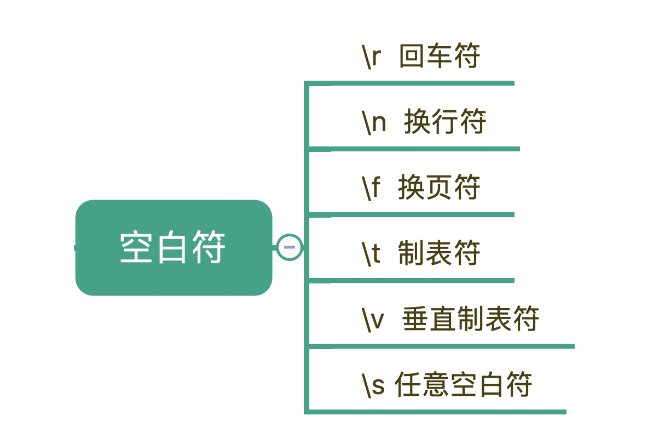 \r 回车符
\n 换行符
\f 换页符
空白符
\t 制表符
\v 垂直制表符
\s 任意空白符